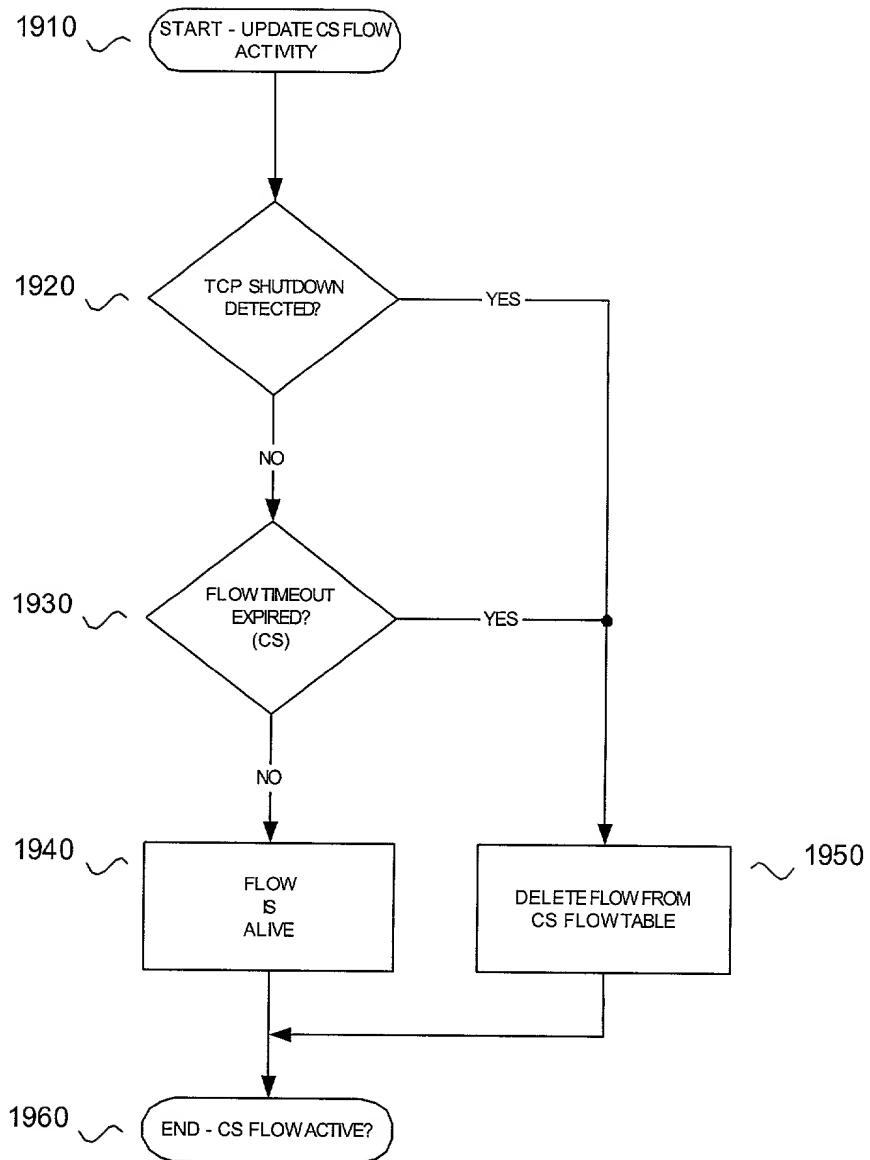 1910
START - UPDATE CS FLOW
ACTIVITY
1920
TCP SHUTDOWN
DETECTED?
YES
NO
1930
FLOW TIMEOUT
EXPIRED?
(CS)
YES
NO
1940
FLOW
IS
ALIVE
1950
DELETE FLOW FROM
CS FLOW TABLE
1960
END - CS FLOW ACTIVE?